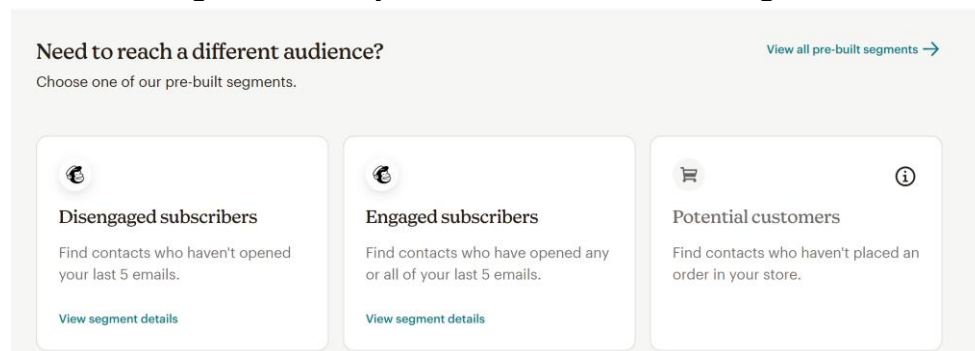 Need to reach a different audience?
View all pre-built segments →
Choose one of our pre-built segments.
Disengaged subscribers
Find contacts who haven't opened
your last 5 emails.
View segment details
Engaged subscribers
Find contacts who have opened any
or all of your last 5 emails.
View segment details
Potential customers
Find contacts who haven't placed an
order in your store.